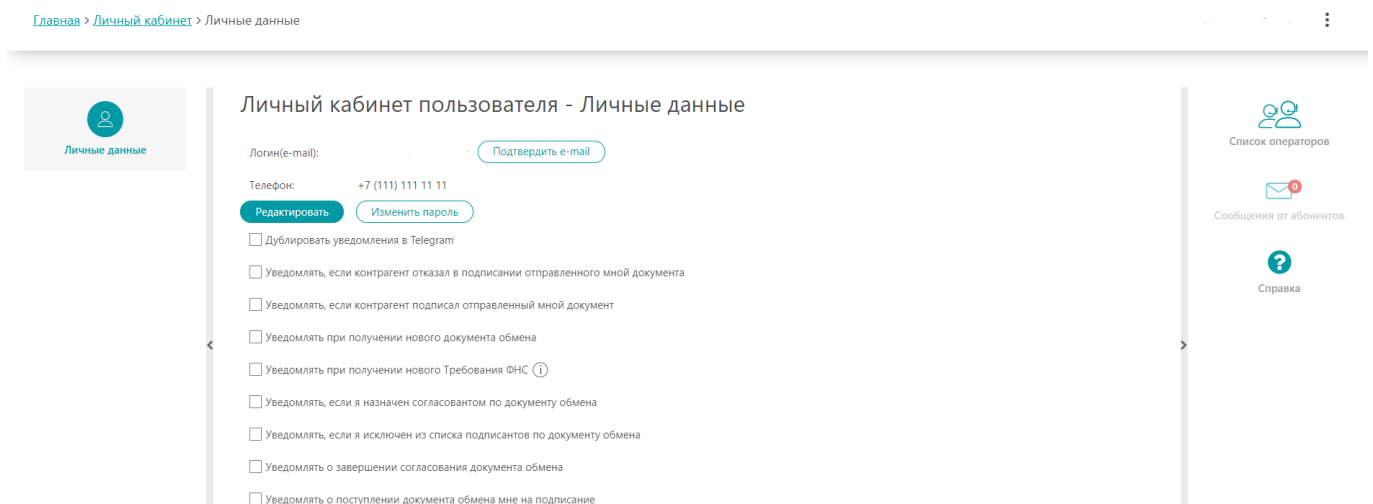 Главная > Личный кабинет > Личные данные
Личные данные
Личный кабинет пользователя - Личные данные
Логин(e-mail):
Подтвердить e-mail
Телефон: +7 (111) 111 11 11
Редактировать
Изменить пароль
Дублировать уведомления в Telegram
Уведомлять, если контрагент отказал в подписании отправленного мной документа
Уведомлять, если контрагент подписал отправленный мной документ
Уведомлять при получении нового документа обмена
Уведомлять при получении нового Требования ФНС
Уведомлять, если я назначен согласовантом по документу обмена
Уведомлять, если я исключен из списка подписантов по документу обмена
Уведомлять о завершении согласования документа обмена
Уведомлять о поступлении документа обмена мне на подписание
Список операторов
0
Сообщения от абонентов
Справка